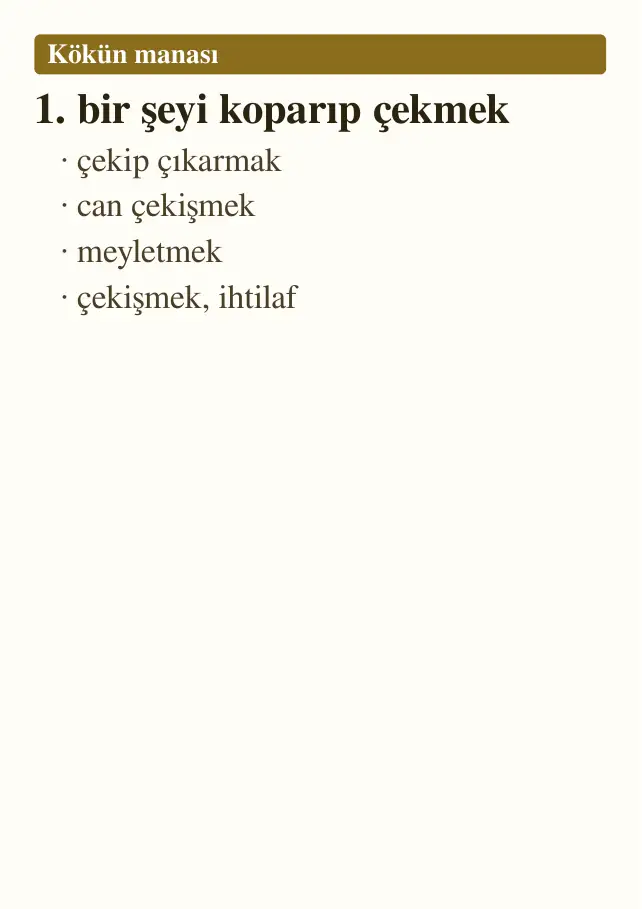 Kökün manası
1. bir şeyi koparıp çekmek
· çekip çıkarmak
· can çekişmek
· meyletmek
· çekişmek, ihtilaf